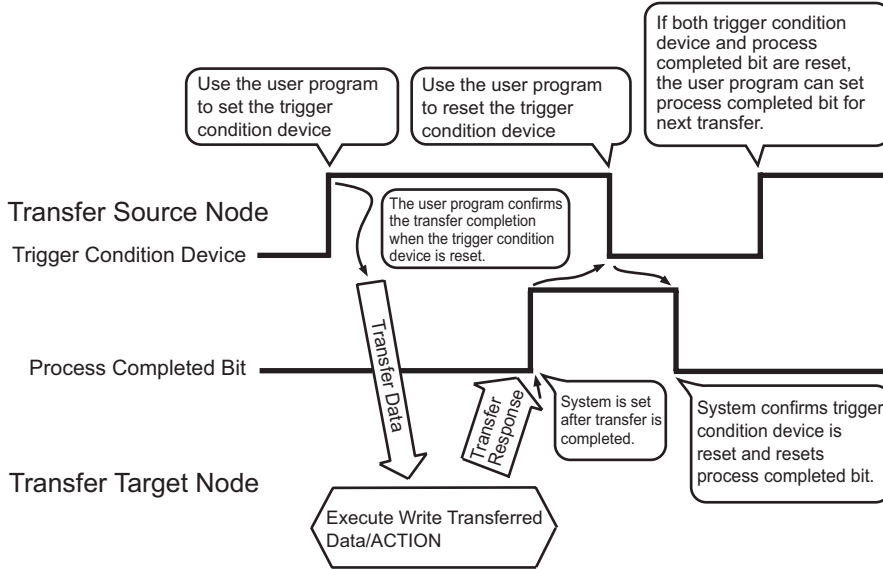 Use the user program
to set the trigger
condition device
Use the user program
to reset the trigger
condition device
If both trigger condition
device and process
completed bit are reset,
the user program can set
process completed bit for
next transfer.
Transfer Source Node
Trigger Condition Device
The user program confirms
the transfer completion
when the trigger condition
device is reset.
Transfer Data
Process Completed Bit
Transfer
Response
System is set
after transfer is
completed.
System confirms trigger
condition device is
reset and resets
process completed bit.
Transfer Target Node
Execute Write Transferred
Data/ACTION